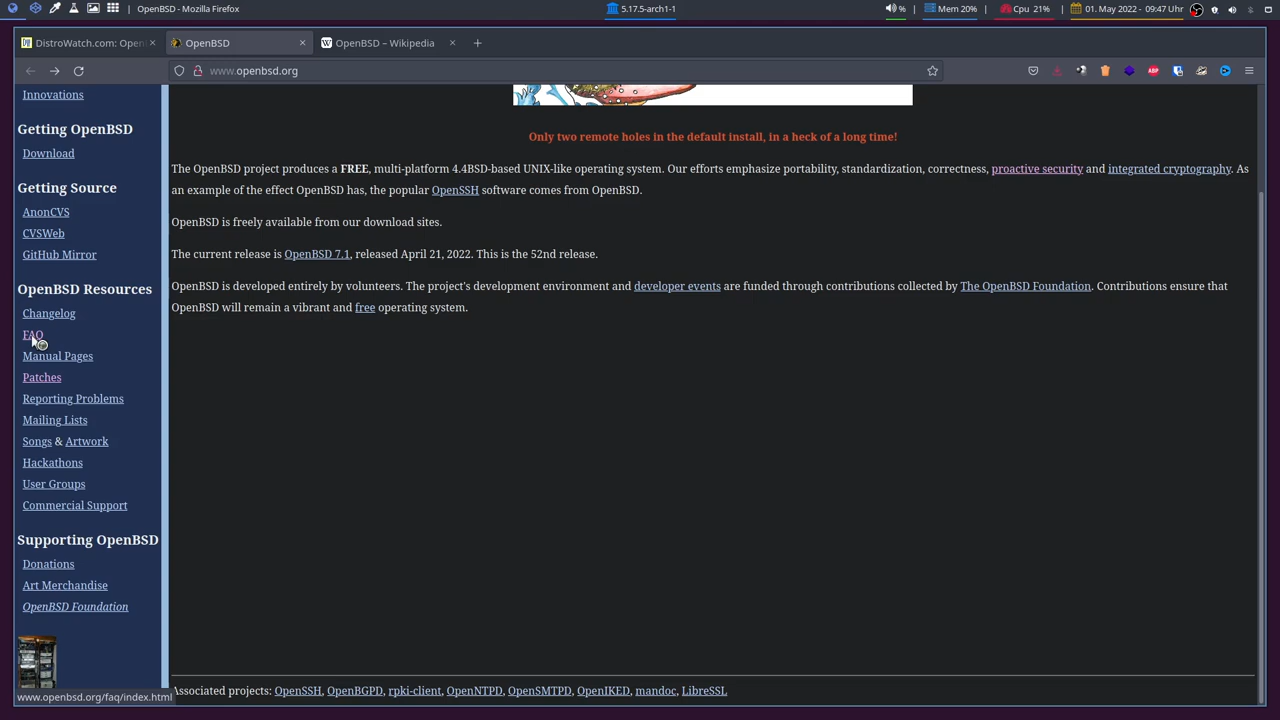 OpenBSD - Mozilla Firefox
5.17.5-arch1-1
%
Mem 20%
Cpu 21%
01. May 2022 - 09:47 Uhr
DistroWatch.com: Open
OpenBSD
OpenBSD – Wikipedia
www.openbsd.org
Innovations
Getting OpenBSD
Download
Getting Source
AnonCVS
CVSWeb
GitHub Mirror
OpenBSD Resources
Changelog
FAQ
Manual Pages
Patches
Reporting Problems
Mailing Lists
Songs & Artwork
Hackathons
User Groups
Commercial Support
Supporting OpenBSD
Donations
Art Merchandise
OpenBSD Foundation
www.openbsd.org/faq/index.html
Only two remote holes in the default install, in a heck of a long time!
The OpenBSD project produces a FREE, multi-platform 4.4BSD-based UNIX-like operating system. Our efforts emphasize portability, standardization, correctness, proactive security and integrated cryptography. As
an example of the effect OpenBSD has, the popular OpenSSH software comes from OpenBSD.
OpenBSD is freely available from our download sites.
The current release is OpenBSD 7.1, released April 21, 2022. This is the 52nd release.
OpenBSD is developed entirely by volunteers. The project's development environment and developer events are funded through contributions collected by The OpenBSD Foundation. Contributions ensure that
OpenBSD will remain a vibrant and free operating system.
Associated projects: OpenSSH, OpenBGPD, rpki-client, OpenNTPD, OpenSMTPD, OpenIKED, mandoc, LibreSSL